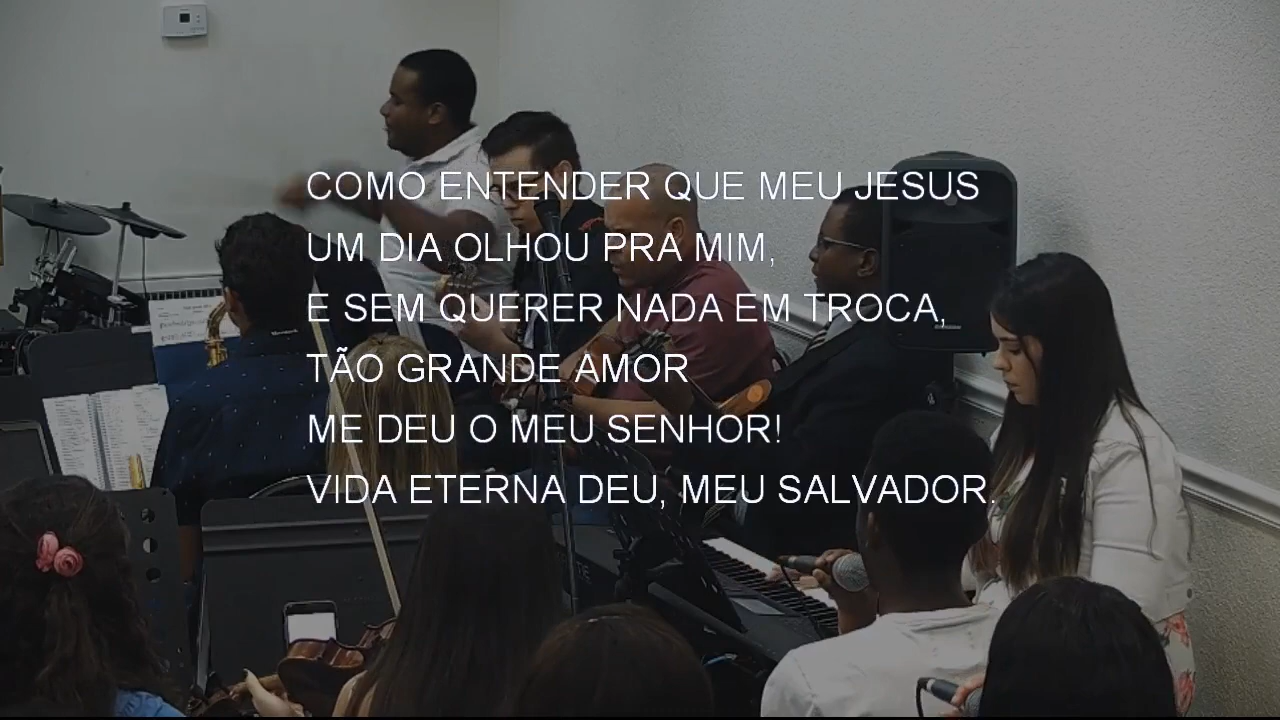 COMO ENTENDER QUE MEU JESUS
UM DIA OLHOU PRA MIM,
E SEM QUERER NADA EM TROCA,
TÃO GRANDE AMOR
ME DEU O MEU SENHOR!
VIDA ETERNA DEU, MEU SALVADOR.